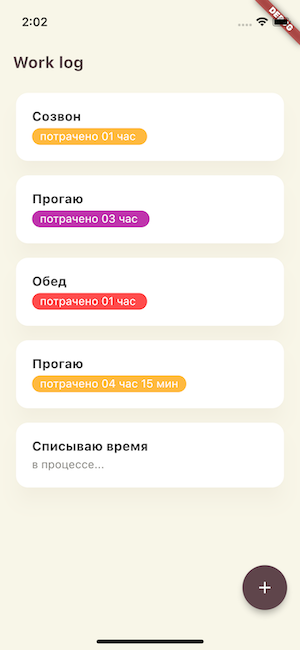 2:02
DEBUG
Work log
Созвон
потрачено 01 час
Прогаю
потрачено 03 час
Обед
потрачено 01 час
Прогаю
потрачено 04 час 15 мин
Списываю время
в процессе...
+